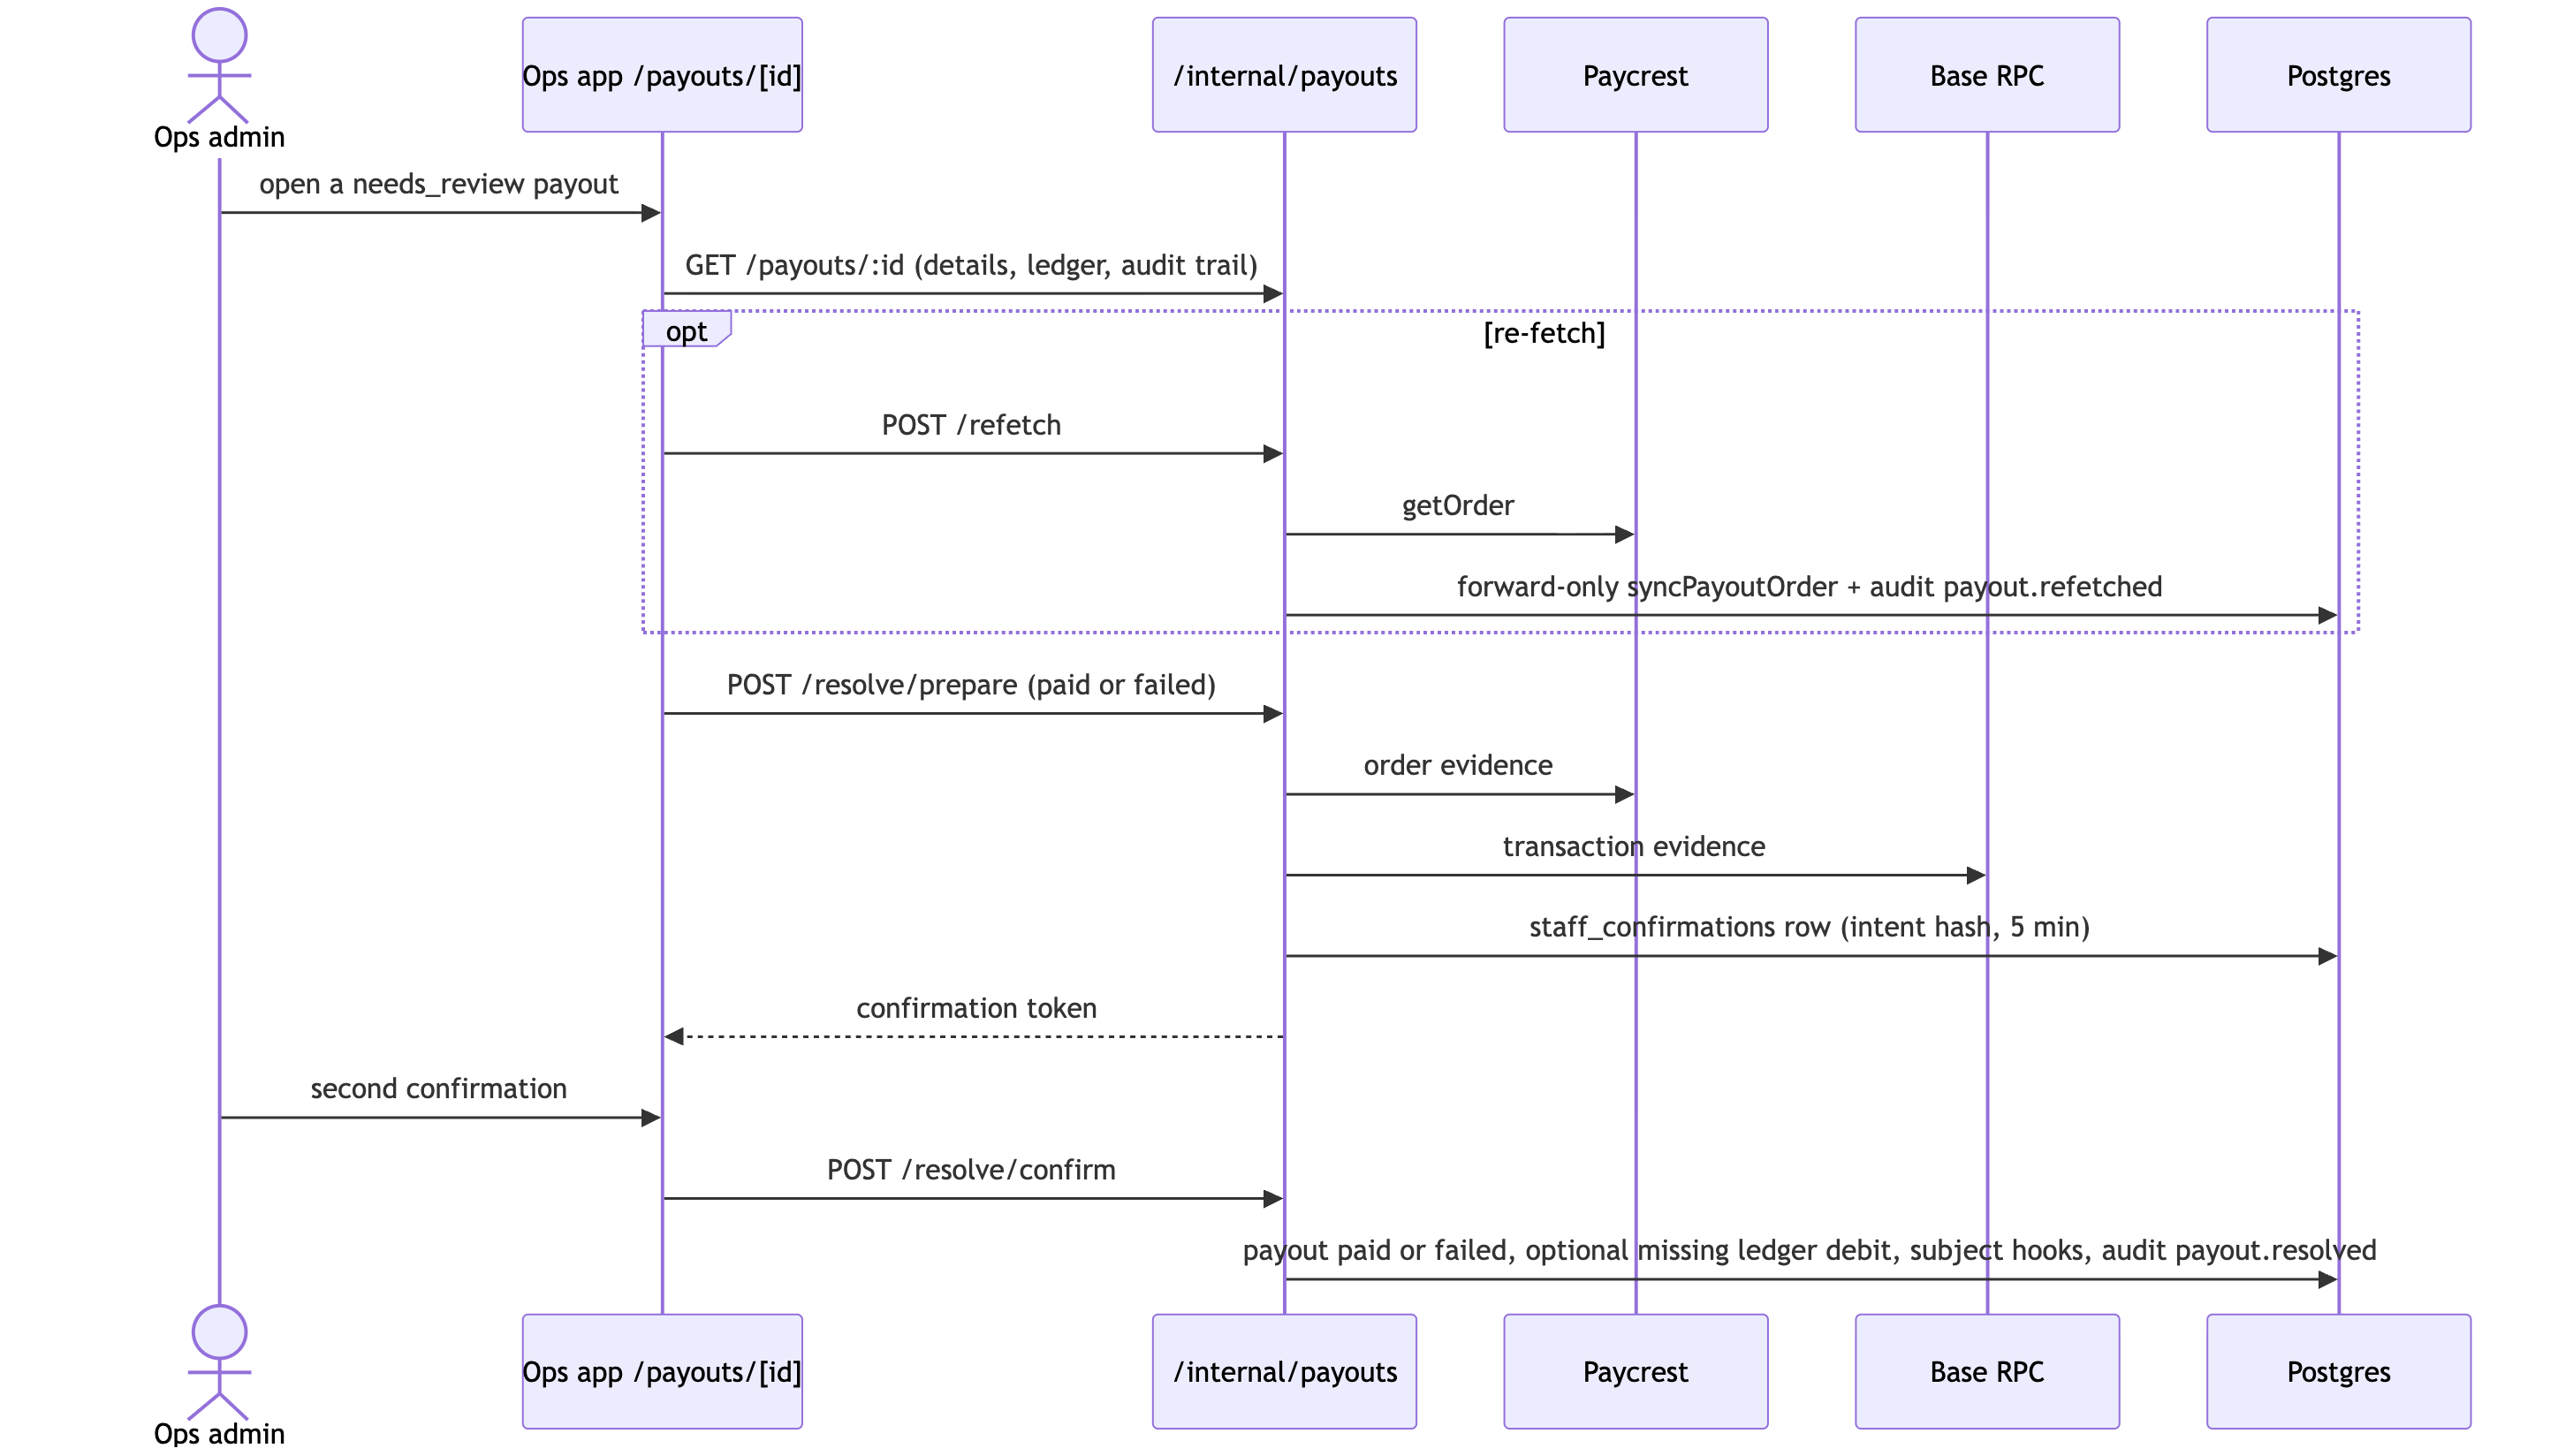 Ops admin
Ops app /payouts/[id]
/internal/payouts
Paycrest
Base RPC
Postgres
open a needs_review payout
GET /payouts/:id (details, ledger, audit trail)
opt
[re-fetch]
POST /refetch
getOrder
forward-only syncPayoutOrder + audit payout.refetched
POST /resolve/prepare (paid or failed)
order evidence
transaction evidence
staff_confirmations row (intent hash, 5 min)
confirmation token
second confirmation
POST /resolve/confirm
payout paid or failed, optional missing ledger debit, subject hooks, audit payout.resolved
Ops admin
Ops app /payouts/[id]
/internal/payouts
Paycrest
Base RPC
Postgres